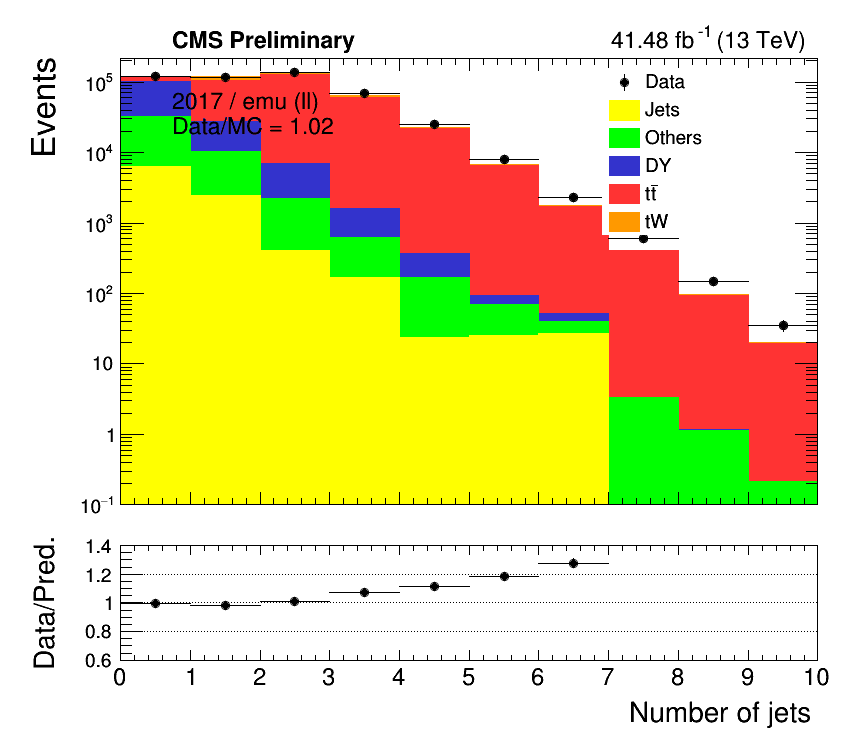 CMS Preliminary
41.48 fb⁻¹ (13 TeV)
Events
2017 / emu (ll)
Data/MC = 1.02
Data
Jets
Others
DY
tt̄
tW
10⁵
10⁴
10³
10²
10
1
10⁻¹
Data/Pred.
1.4
1.2
1
0.8
0.6
0 1 2 3 4 5 6 7 8 9 10
Number of jets